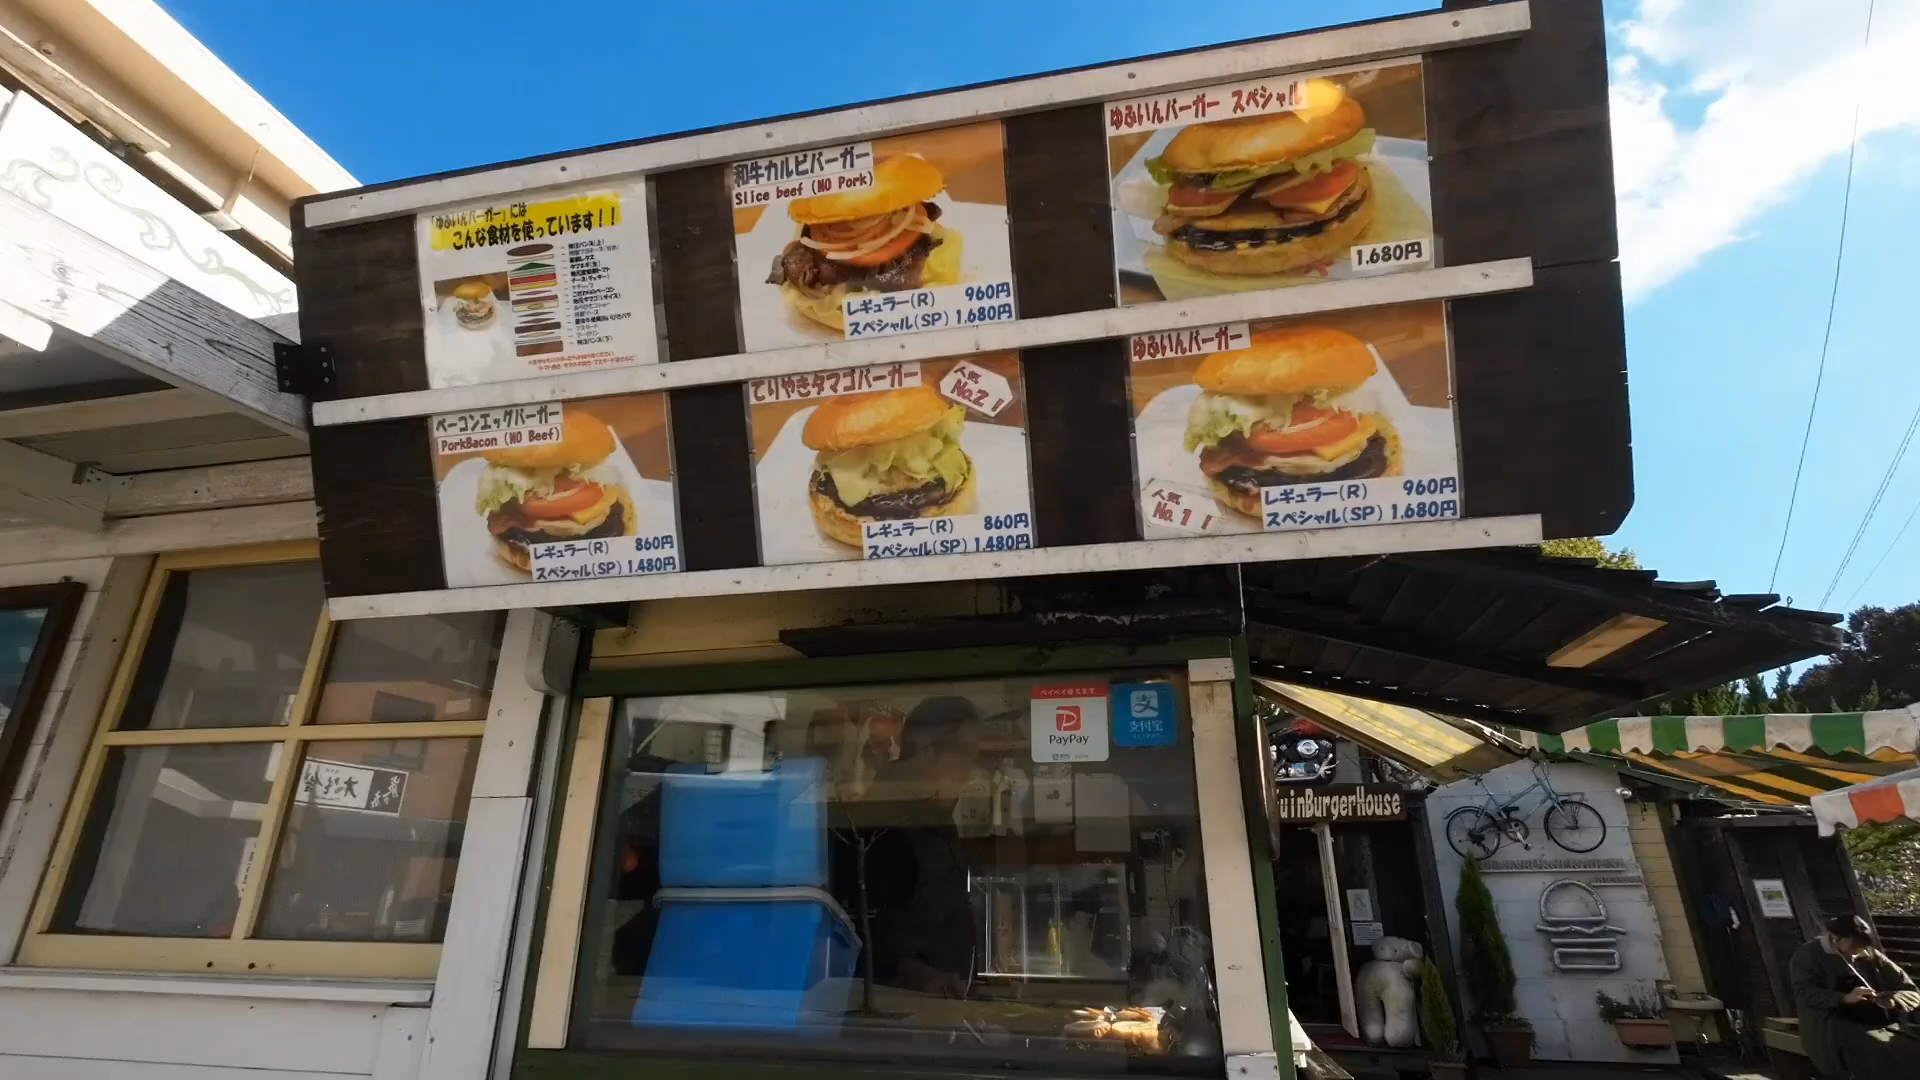 「ゆふいんバーガー」には
こんな食材を使っています！！
和牛カルビバーガー
Slice beef (NO Pork)
レギュラー(R) 960円
スペシャル(SP) 1.680円
ゆふいんバーガー スペシャル
1.680円
ベーコンエッグバーガー
PorkBacon (NO Beef)
レギュラー(R) 860円
スペシャル(SP) 1.480円
てりやきタマゴバーガー
人気
No.2!
レギュラー(R) 860円
スペシャル(SP) 1.480円
ゆふいんバーガー
人気
No.1!
レギュラー(R) 960円
スペシャル(SP) 1.680円
PayPay
支付宝
uinBurgerHouse